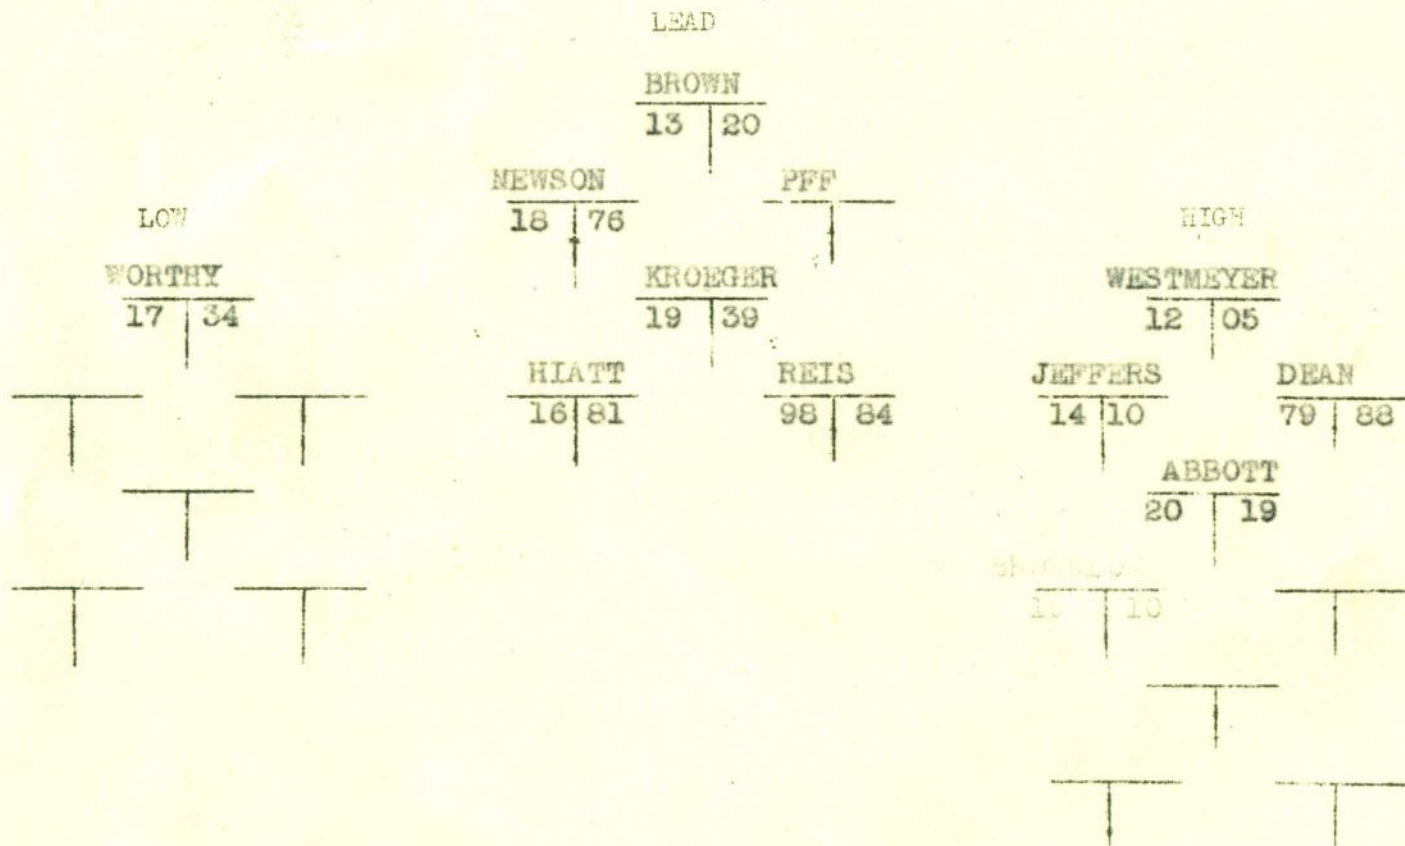 LEAD
BROWN
13 20
NEWSON PFF
18 76
LOW HIGH
WORTHY KROEGER WESTMEYER
17 34 19 39 12 05
HIATT REIS JEFFERS DEAN
16 81 98 84 14 10 79 88
ABBOTT
20 19
10